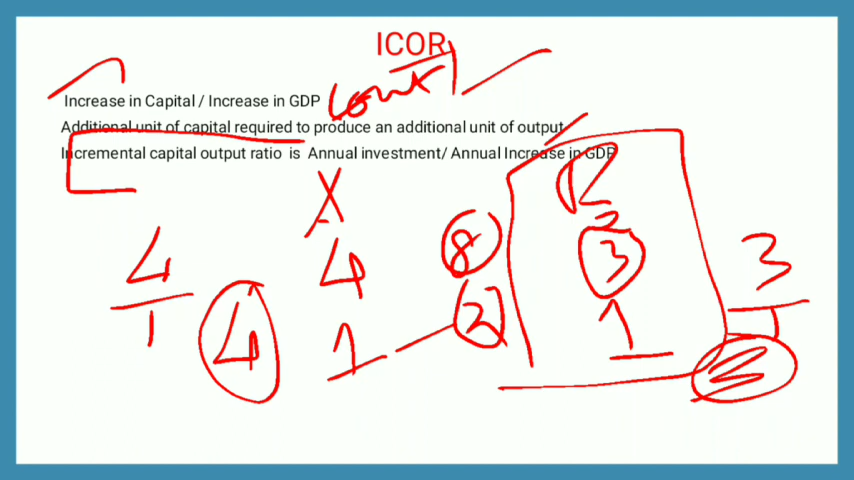 ICOR
Increase in Capital / Increase in GDP
Additional unit of capital required to produce an additional unit of output
Incremental capital output ratio is Annual investment/ Annual Increase in GDP
4
1
4
4
1
8
2
3
1
3
1